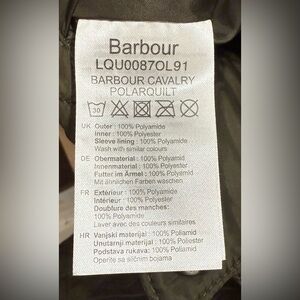 Barbour
LQU0087OL91
BARBOUR CAVALRY
POLARQUILT
30
UK Outer : 100% Polyamide
Inner : 100% Polyester
Sleeve lining : 100% Polyamide
Wash with similar colours
DE Obermaterial : 100% Polyamid
Innenmaterial : 100% Polyester
Futter im Ärmel : 100% Polyamid
Mit ähnlichen Farben waschen
FR Extérieur : 100% Polyamide
Intérieur : 100% Polyester
Doublure des manches:
100% Polyamide
Laver avec des couleurs similaires
HR Vanjski materijal : 100% Poliamid
Unutarnji materijal : 100% Poliester
Podstava rukava : 100% Poliamid
Operite sa sličnim bojama